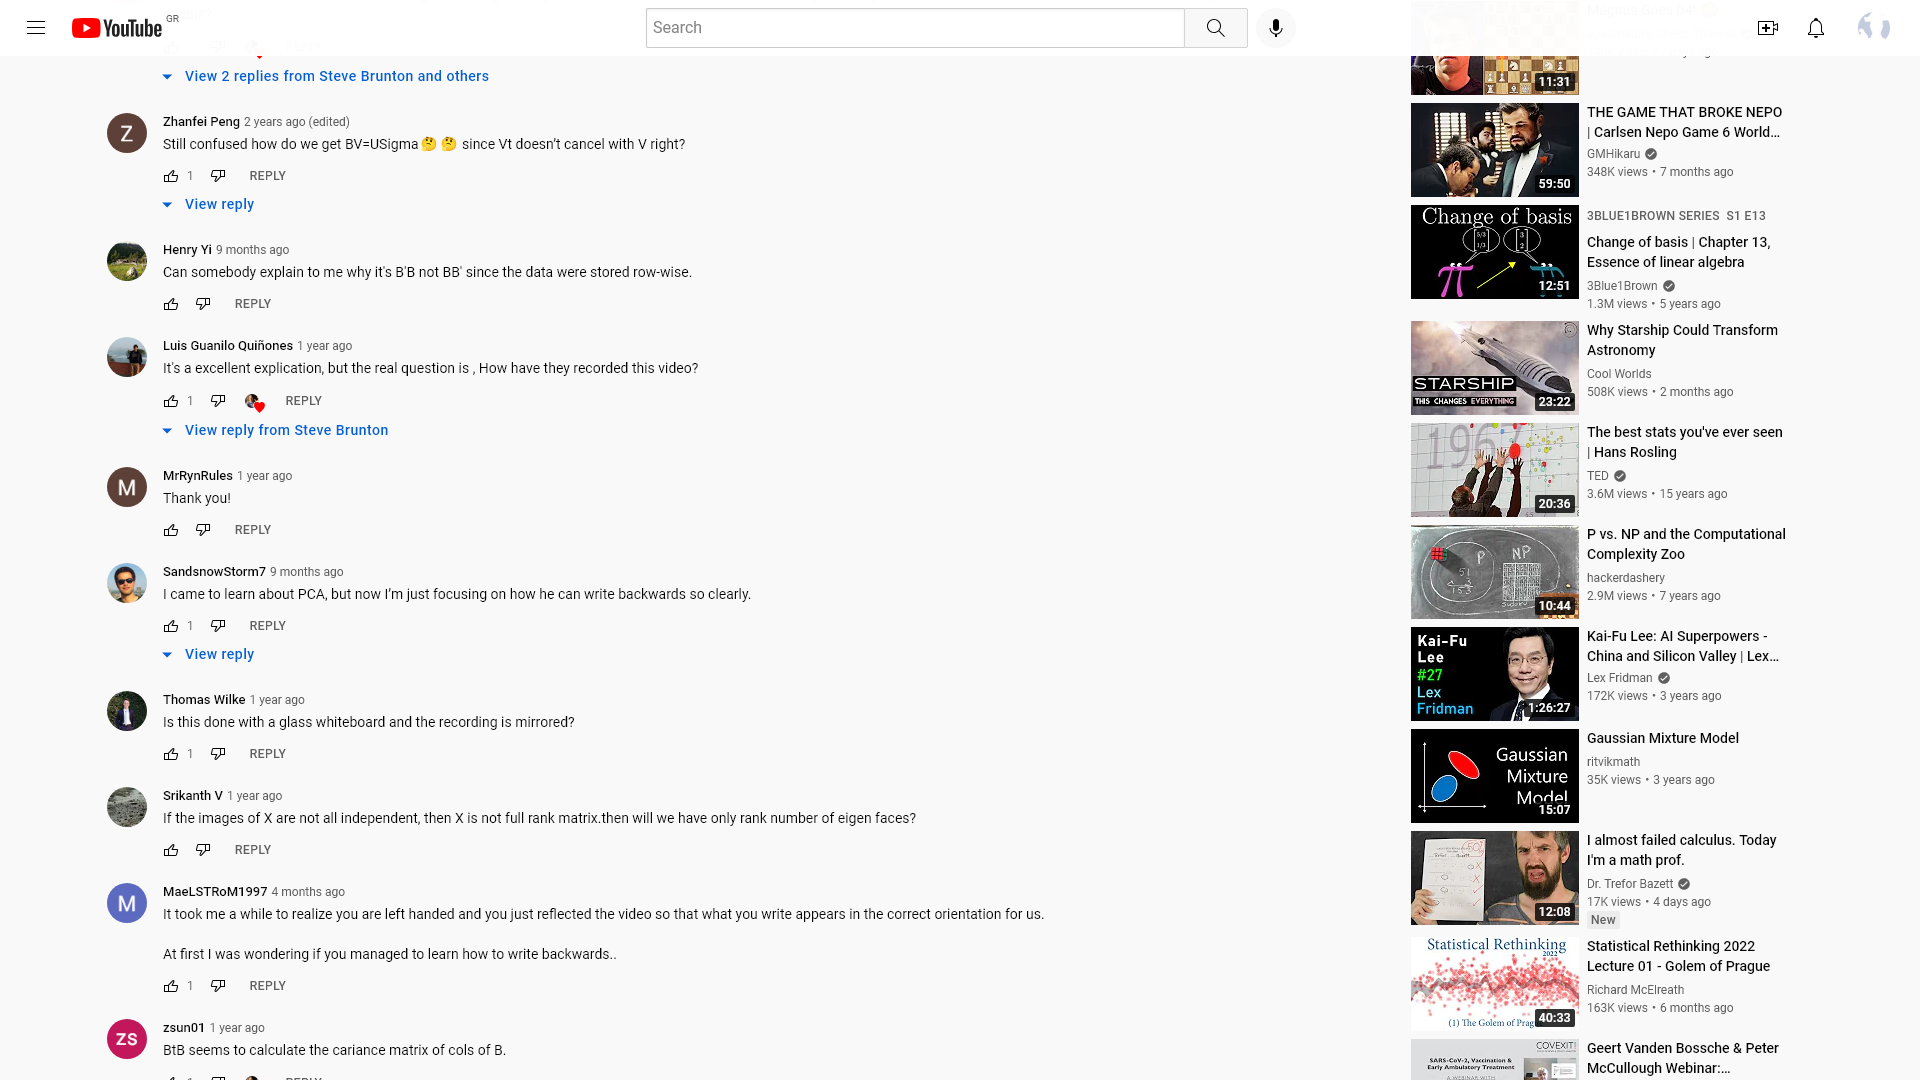 YouTube GR
Search
View 2 replies from Steve Brunton and others
Z
Zhanfei Peng 2 years ago (edited)
Still confused how do we get BV=USigma🤔 🤔 since Vt doesn't cancel with V right?
1 REPLY
View reply
Henry Yi 9 months ago
Can somebody explain to me why it's B'B not BB' since the data were stored row-wise.
REPLY
Luis Guanilo Quiñones 1 year ago
It's a excellent explication, but the real question is , How have they recorded this video?
1 REPLY
View reply from Steve Brunton
M
MrRynRules 1 year ago
Thank you!
REPLY
SandsnowStorm7 9 months ago
I came to learn about PCA, but now I'm just focusing on how he can write backwards so clearly.
1 REPLY
View reply
Thomas Wilke 1 year ago
Is this done with a glass whiteboard and the recording is mirrored?
1 REPLY
Srikanth V 1 year ago
If the images of X are not all independent, then X is not full rank matrix.then will we have only rank number of eigen faces?
REPLY
M
MaeLSTRoM1997 4 months ago
It took me a while to realize you are left handed and you just reflected the video so that what you write appears in the correct orientation for us.
At first I was wondering if you managed to learn how to write backwards..
1 REPLY
ZS
zsun01 1 year ago
BtB seems to calculate the cariance matrix of cols of B.
REPLY
11:31
59:50
THE GAME THAT BROKE NEPO
| Carlsen Nepo Game 6 World...
GMHikaru
348K views • 7 months ago
Change of basis
5/3
1/3
3
2
12:51
3BLUE1BROWN SERIES S1 E13
Change of basis | Chapter 13,
Essence of linear algebra
3Blue1Brown
1.3M views • 5 years ago
STARSHIP
THIS CHANGES EVERYTHING
23:22
Why Starship Could Transform
Astronomy
Cool Worlds
508K views • 2 months ago
1967
20:36
The best stats you've ever seen
| Hans Rosling
TED
3.6M views • 15 years ago
P NP
Sudoku
10:44
P vs. NP and the Computational
Complexity Zoo
hackerdashery
2.9M views • 7 years ago
Kai-Fu
Lee
#27
Lex
Fridman
1:26:27
Kai-Fu Lee: AI Superpowers -
China and Silicon Valley | Lex...
Lex Fridman
172K views • 3 years ago
Gaussian
Mixture
Model
15:07
Gaussian Mixture Model
ritvikmath
35K views • 3 years ago
50%
12:08
I almost failed calculus. Today
I'm a math prof.
Dr. Trefor Bazett
17K views • 4 days ago
New
Statistical Rethinking
2022
(1) The Golem of Prag
40:33
Statistical Rethinking 2022
Lecture 01 - Golem of Prague
Richard McElreath
163K views • 6 months ago
COVEXIT!
SARS-CoV-2, Vaccination &
Early Ambulatory Treatment
A WEBINAR WITH
Geert Vanden Bossche & Peter
McCullough Webinar:...